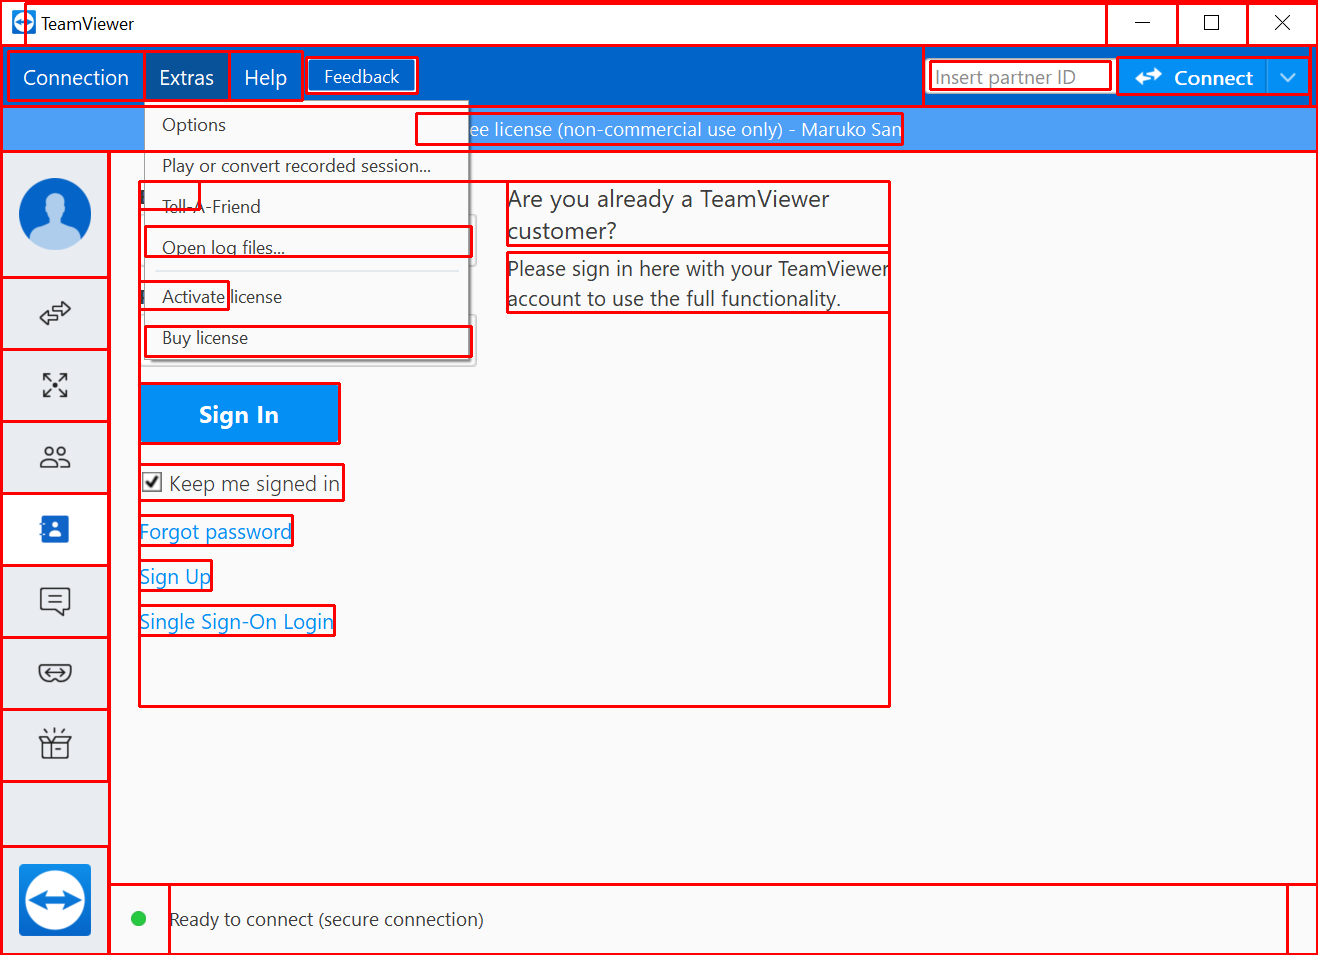 TeamViewer
Connection Extras Help Feedback Insert partner ID Connect
ee license (non-commercial use only) - Maruko San
Options
Play or convert recorded session...
Tell-A-Friend
Open log files...
Activate license
Buy license
Are you already a TeamViewer
customer?
Please sign in here with your TeamViewer
account to use the full functionality.
Sign In
Keep me signed in
Forgot password
Sign Up
Single Sign-On Login
Ready to connect (secure connection)